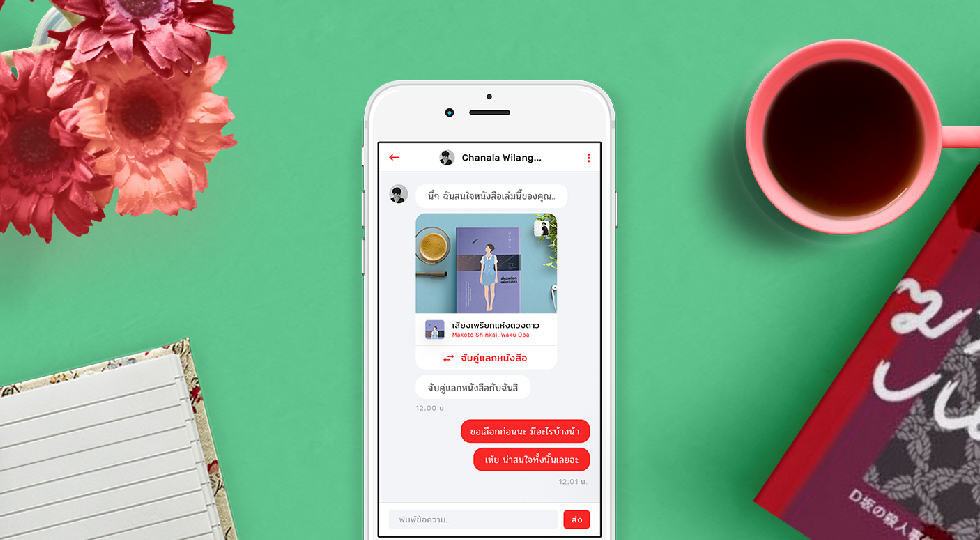 Chanala Wilang...
นี่ๆ ฉันสนใจหนังสือเล่มนี้ของคุณ..
เสียงเพรียกแห่งดวงดาว
Makoto Shinkai, Waku Oba
จับคู่แลกหนังสือ
จับคู่แลกหนังสือกับฉันสิ
12.00 น.
ขอเลือกก่อนนะ มีอะไรบ้างน้า
เห้ย น่าสนใจทั้งนั้นเลยอะ
12.01 น.
พิมพ์ข้อความ..
ส่ง
D坂の殺人事